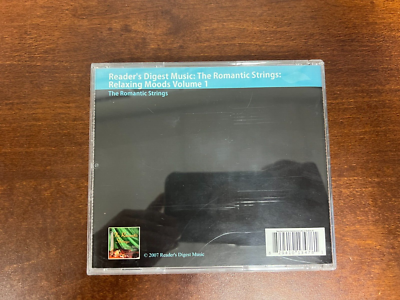 Reader's Digest Music: The Romantic Strings:
Relaxing Moods Volume 1
The Romantic Strings
© 2007 Reader's Digest Music